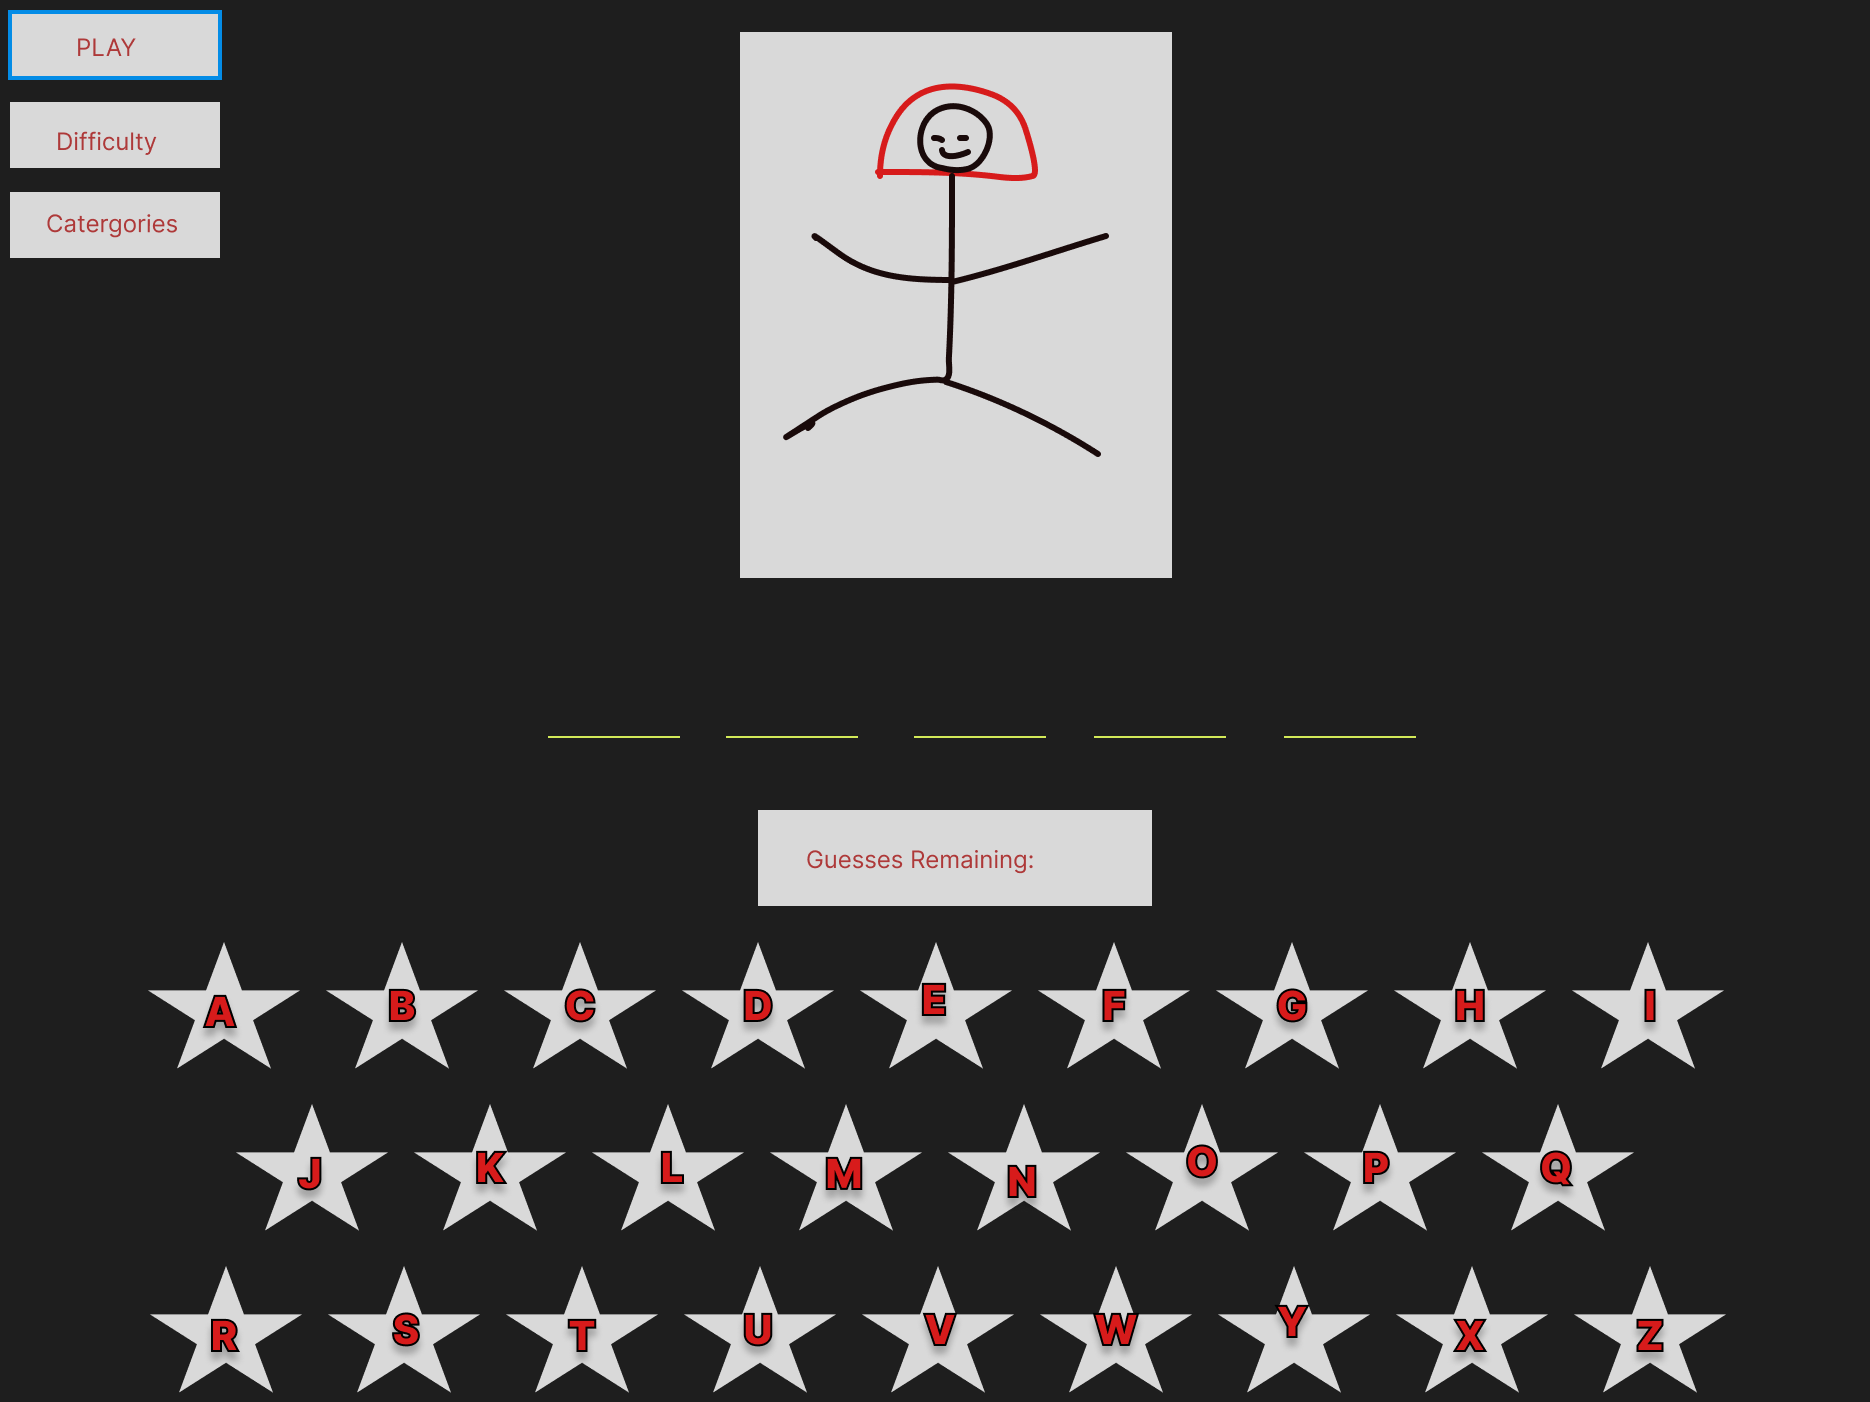 PLAY
Difficulty
Catergories
Guesses Remaining:
A B C D E F G H I
J K L M N O P Q
R S T U V W Y X Z